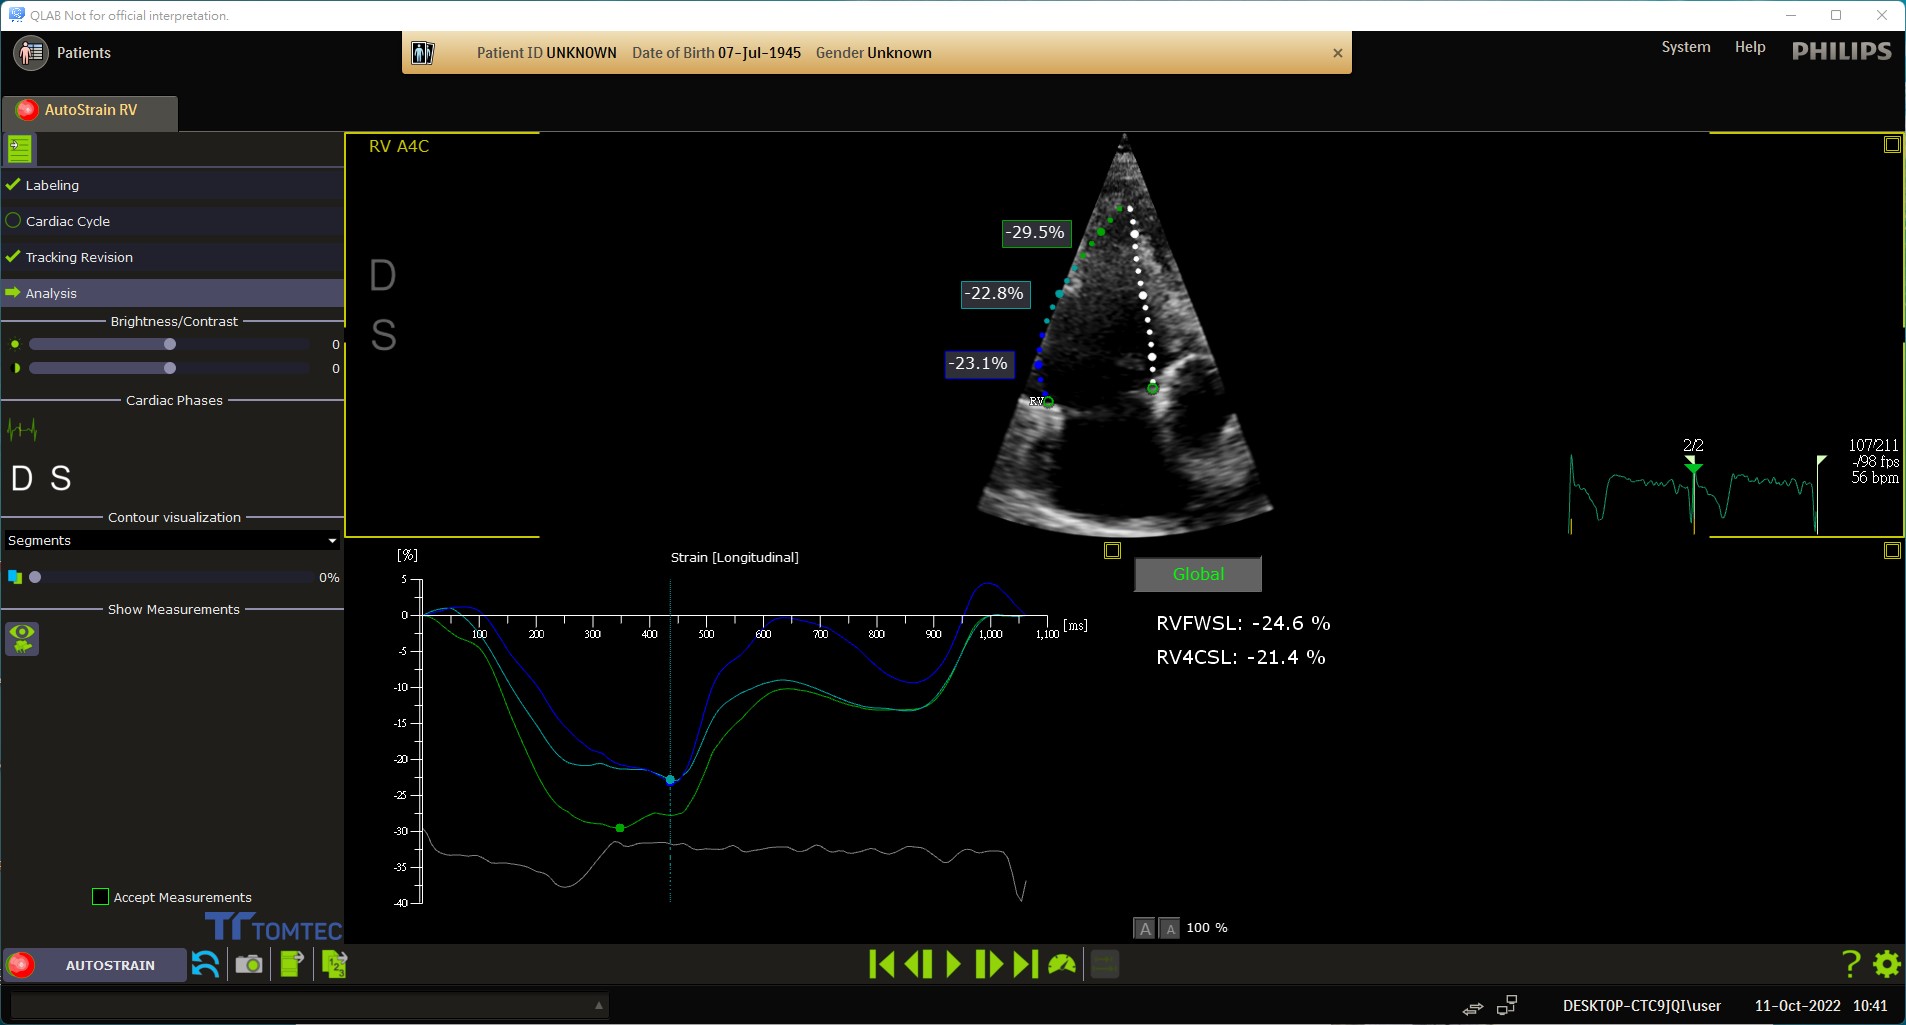 QLAB Not for official interpretation.
Patients
Patient ID UNKNOWN Date of Birth 07-Jul-1945 Gender Unknown
System Help PHILIPS
AutoStrain RV
Labeling
Cardiac Cycle
Tracking Revision
Analysis
Brightness/Contrast
0
0
Cardiac Phases
D S
Contour visualization
Segments
0%
Show Measurements
Accept Measurements
TOMTEC
RV A4C
D
S
-29.5%
-22.8%
-23.1%
RV
2/2
107/211
-/98 fps
56 bpm
[%]
Strain [Longitudinal]
5
0
-5
-10
-15
-20
-25
-30
-35
-40
100 200 300 400 500 600 700 800 900 1,000 1,100 [ms]
Global
RVFWSL: -24.6 %
RV4CSL: -21.4 %
A A 100 %
AUTOSTRAIN
1 2 3
?
DESKTOP-CTC9JQI\user 11-Oct-2022 10:41